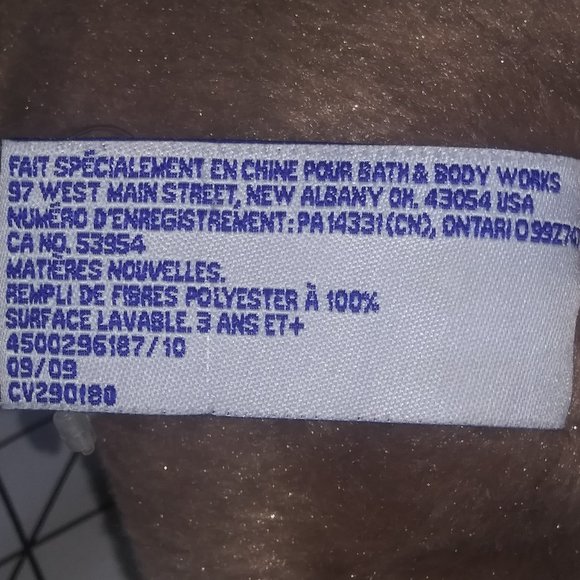 FAIT SPÉCIALEMENT EN CHINE POUR BATH & BODY WORKS
97 WEST MAIN STREET, NEW ALBANY OH. 43054 USA
NUMÉRO D'ENREGISTREMENT: PA 14331 (CN), ONTARIO
CA NO. 53954
MATIÈRES NOUVELLES.
REMPLI DE FIBRES POLYESTER À 100%
SURFACE LAVABLE. 3 ANS ET+
4500296187/10
09/09
CV290180